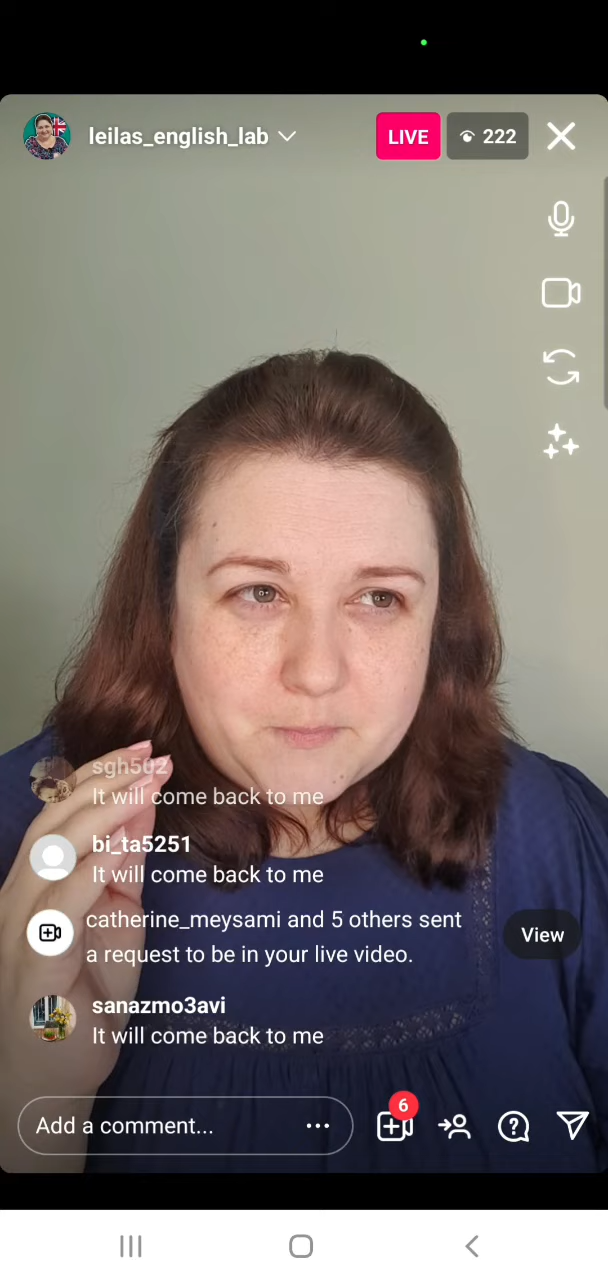 leilas_english_lab
LIVE
222
sgh502
It will come back to me
bi_ta5251
It will come back to me
catherine_meysami and 5 others sent
a request to be in your live video.
View
sanazmo3avi
It will come back to me
6
Add a comment...